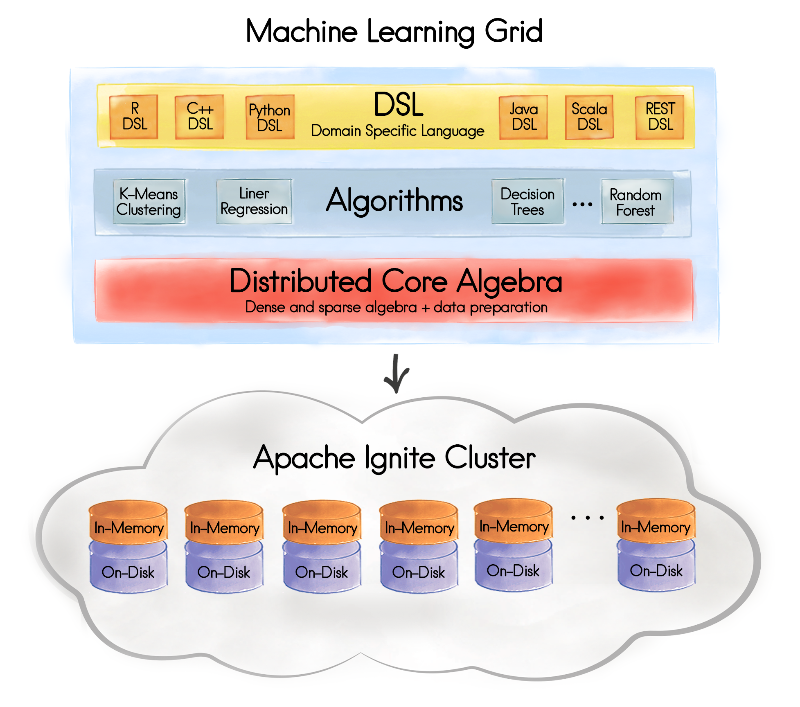 Machine Learning Grid
R
DSL
C++
DSL
Python
DSL
DSL
Domain Specific Language
Java
DSL
Scala
DSL
REST
DSL
K-Means
Clustering
Liner
Regression
Algorithms
Decision
Trees
...
Random
Forest
Distributed Core Algebra
Dense and sparse algebra + data preparation
Apache Ignite Cluster
In-Memory
On-Disk
In-Memory
On-Disk
In-Memory
On-Disk
In-Memory
On-Disk
In-Memory
On-Disk
...
In-Memory
On-Disk